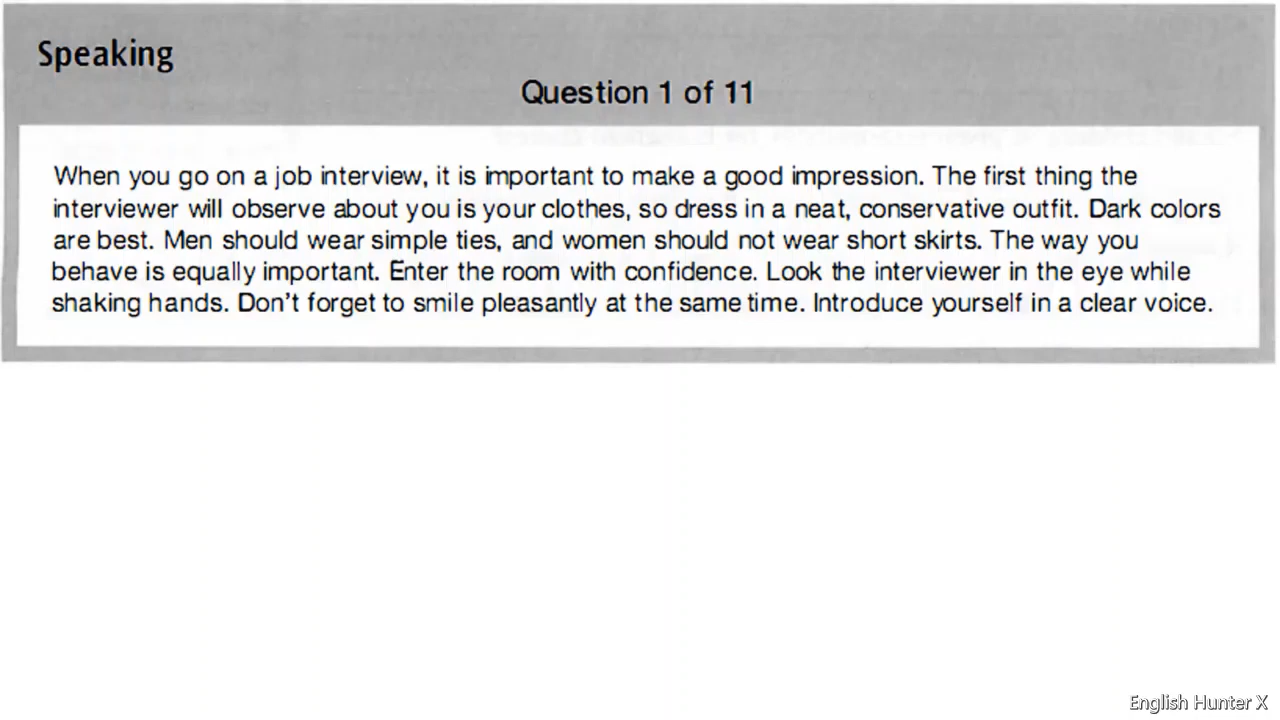 Speaking
Question 1 of 11
When you go on a job interview, it is important to make a good impression. The first thing the
interviewer will observe about you is your clothes, so dress in a neat, conservative outfit. Dark colors
are best. Men should wear simple ties, and women should not wear short skirts. The way you
behave is equally important. Enter the room with confidence. Look the interviewer in the eye while
shaking hands. Don't forget to smile pleasantly at the same time. Introduce yourself in a clear voice.
English Hunter X